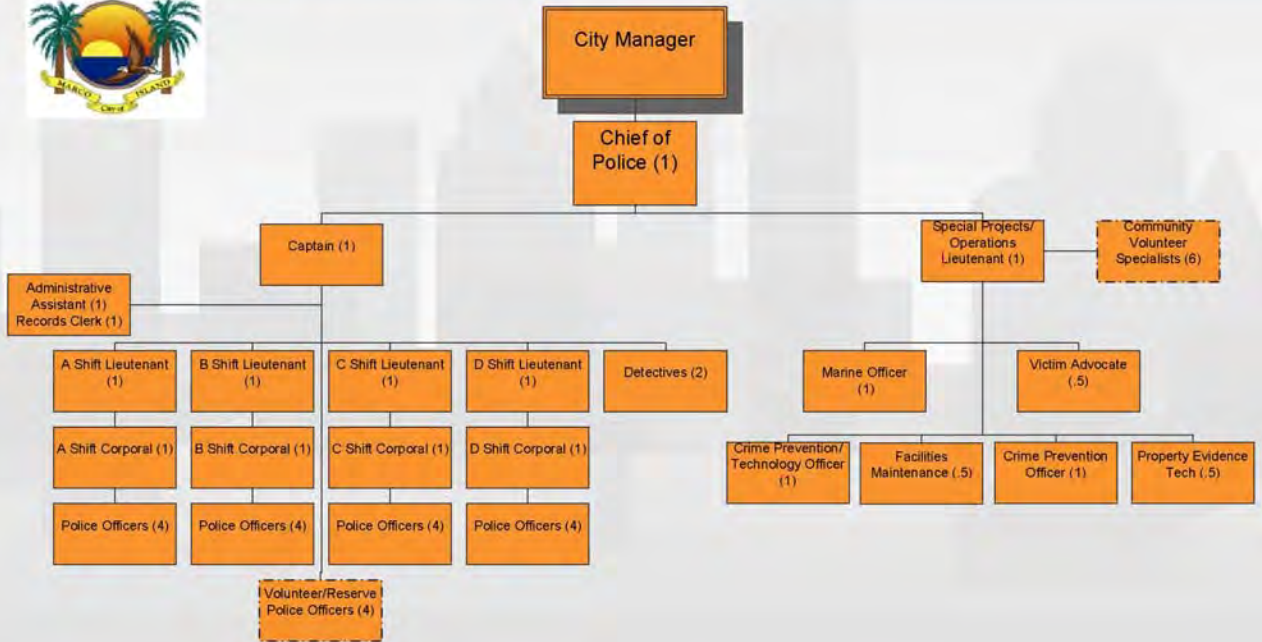 MARCO
City of
ISLAND
City Manager
Chief of
Police (1)
Captain (1)
Special Projects/
Operations
Lieutenant (1)
Community
Volunteer
Specialists (6)
Administrative
Assistant (1)
Records Clerk (1)
A Shift Lieutenant
(1)
B Shift Lieutenant
(1)
C Shift Lieutenant
(1)
D Shift Lieutenant
(1)
Detectives (2)
Marine Officer
(1)
Victim Advocate
(.5)
A Shift Corporal (1)
B Shift Corporal (1)
C Shift Corporal (1)
D Shift Corporal (1)
Crime Prevention/
Technology Officer
(1)
Facilities
Maintenance (.5)
Crime Prevention
Officer (1)
Property Evidence
Tech (.5)
Police Officers (4)
Police Officers (4)
Police Officers (4)
Police Officers (4)
Volunteer/Reserve
Police Officers (4)